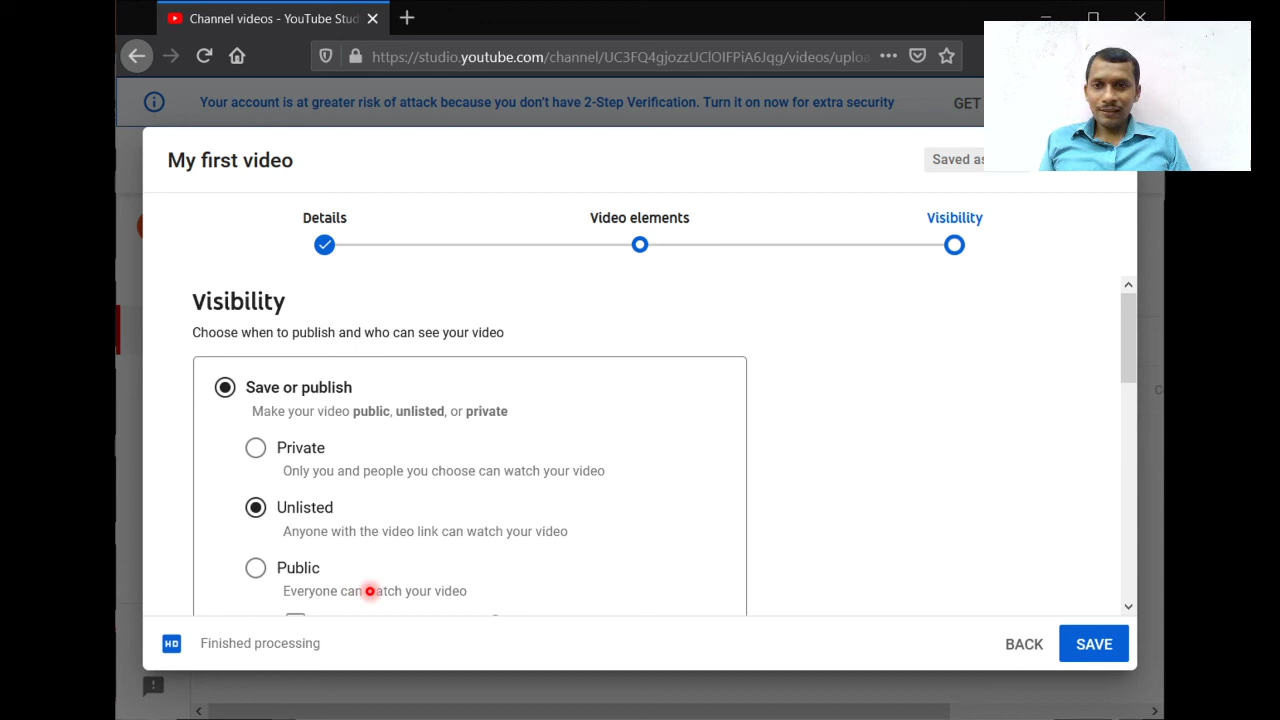 Channel videos - YouTube Stud
https://studio.youtube.com/channel/UC3FQ4gjozzUClOIFPiA6Jqg/videos/uploa
Your account is at greater risk of attack because you don't have 2-Step Verification. Turn it on now for extra security
GET
My first video
Saved as
Details
Video elements
Visibility
Visibility
Choose when to publish and who can see your video
Save or publish
Make your video public, unlisted, or private
Private
Only you and people you choose can watch your video
Unlisted
Anyone with the video link can watch your video
Public
Everyone can watch your video
HD
Finished processing
BACK
SAVE